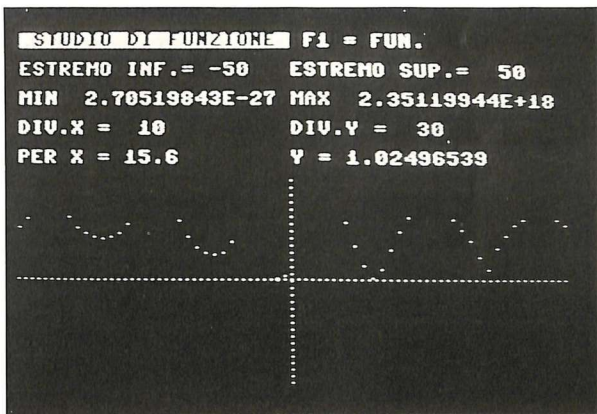 STUDIO DI FUNZIONE F1 = FUN.
ESTREMO INF.= -50 ESTREMO SUP.= 50
MIN 2.70519843E-27 MAX 2.35119944E+18
DIV.X = 10 DIV.Y = 30
PER X = 15.6 Y = 1.02496539